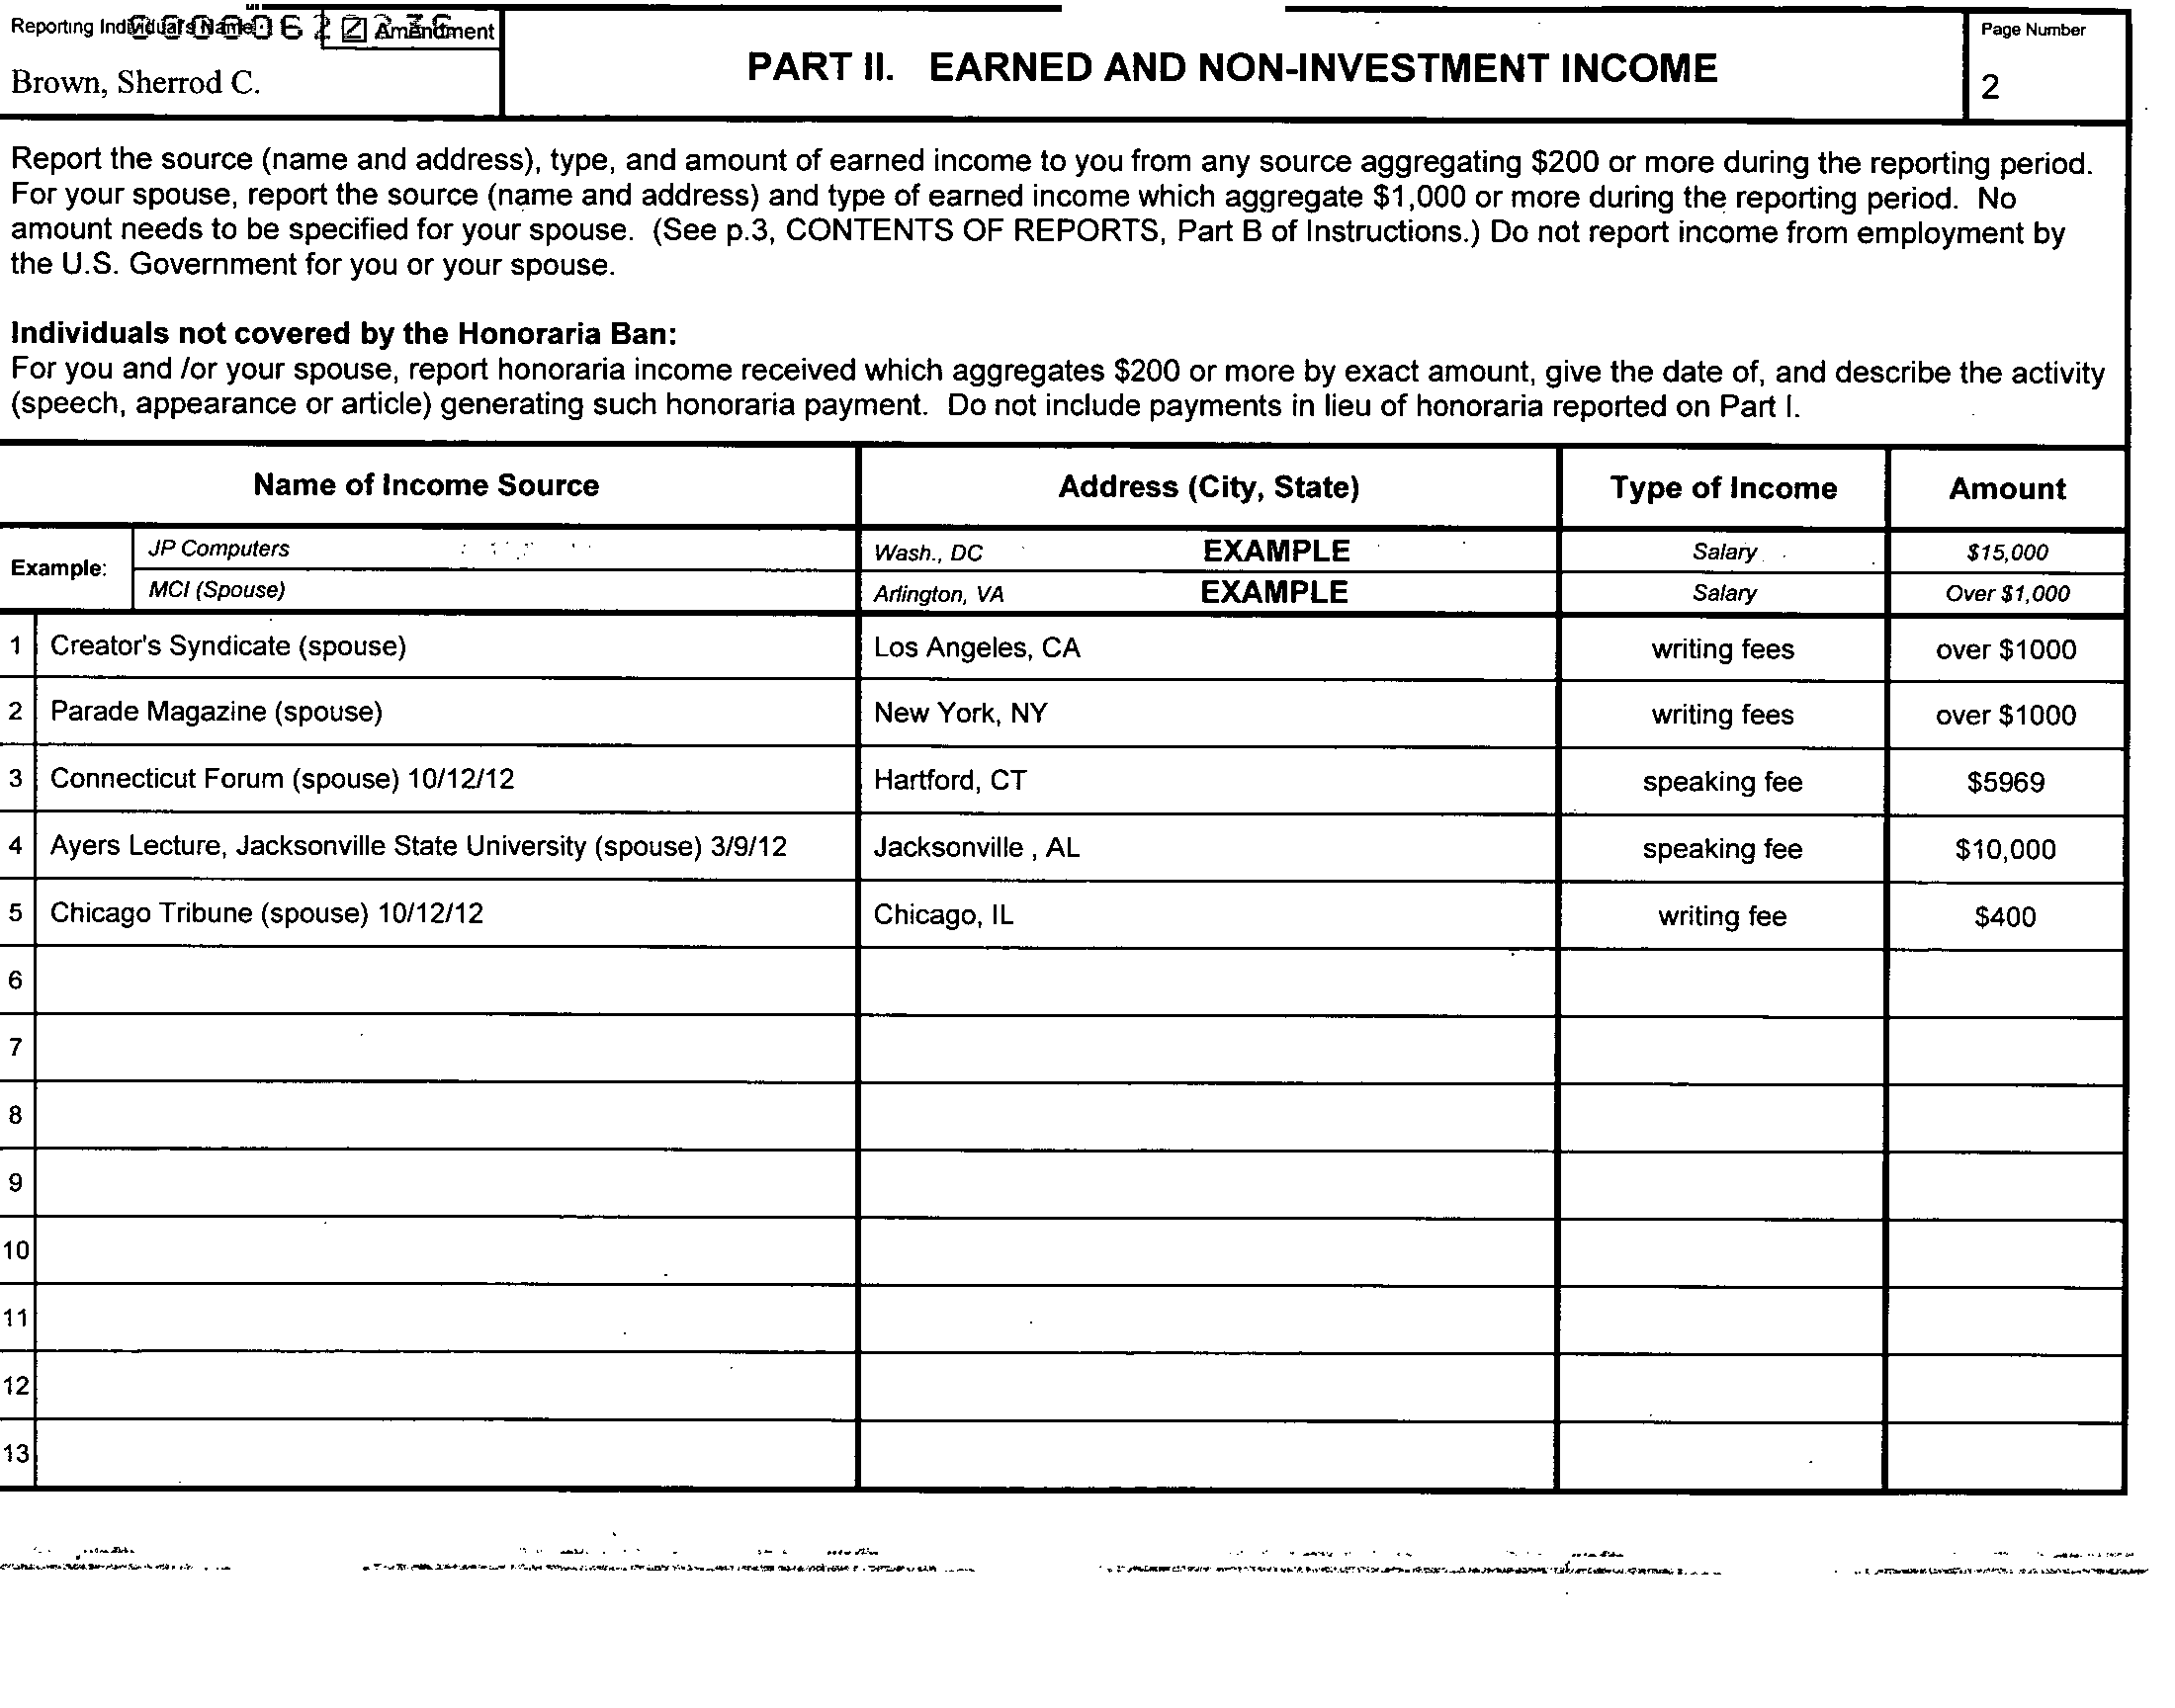 Reporting Individual's Name
Amendment
Brown, Sherrod C.
PART II. EARNED AND NON-INVESTMENT INCOME
Page Number
2
Report the source (name and address), type, and amount of earned income to you from any source aggregating $200 or more during the reporting period.
For your spouse, report the source (name and address) and type of earned income which aggregate $1,000 or more during the reporting period. No
amount needs to be specified for your spouse. (See p.3, CONTENTS OF REPORTS, Part B of Instructions.) Do not report income from employment by
the U.S. Government for you or your spouse.
Individuals not covered by the Honoraria Ban:
For you and /or your spouse, report honoraria income received which aggregates $200 or more by exact amount, give the date of, and describe the activity
(speech, appearance or article) generating such honoraria payment. Do not include payments in lieu of honoraria reported on Part I.
Name of Income Source Address (City, State) Type of Income Amount
Example:
JP Computers Wash., DC EXAMPLE Salary $15,000
MCI (Spouse) Arlington, VA EXAMPLE Salary Over $1,000
1 Creator's Syndicate (spouse) Los Angeles, CA writing fees over $1000
2 Parade Magazine (spouse) New York, NY writing fees over $1000
3 Connecticut Forum (spouse) 10/12/12 Hartford, CT speaking fee $5969
4 Ayers Lecture, Jacksonville State University (spouse) 3/9/12 Jacksonville , AL speaking fee $10,000
5 Chicago Tribune (spouse) 10/12/12 Chicago, IL writing fee $400
6
7
8
9
10
11
12
13